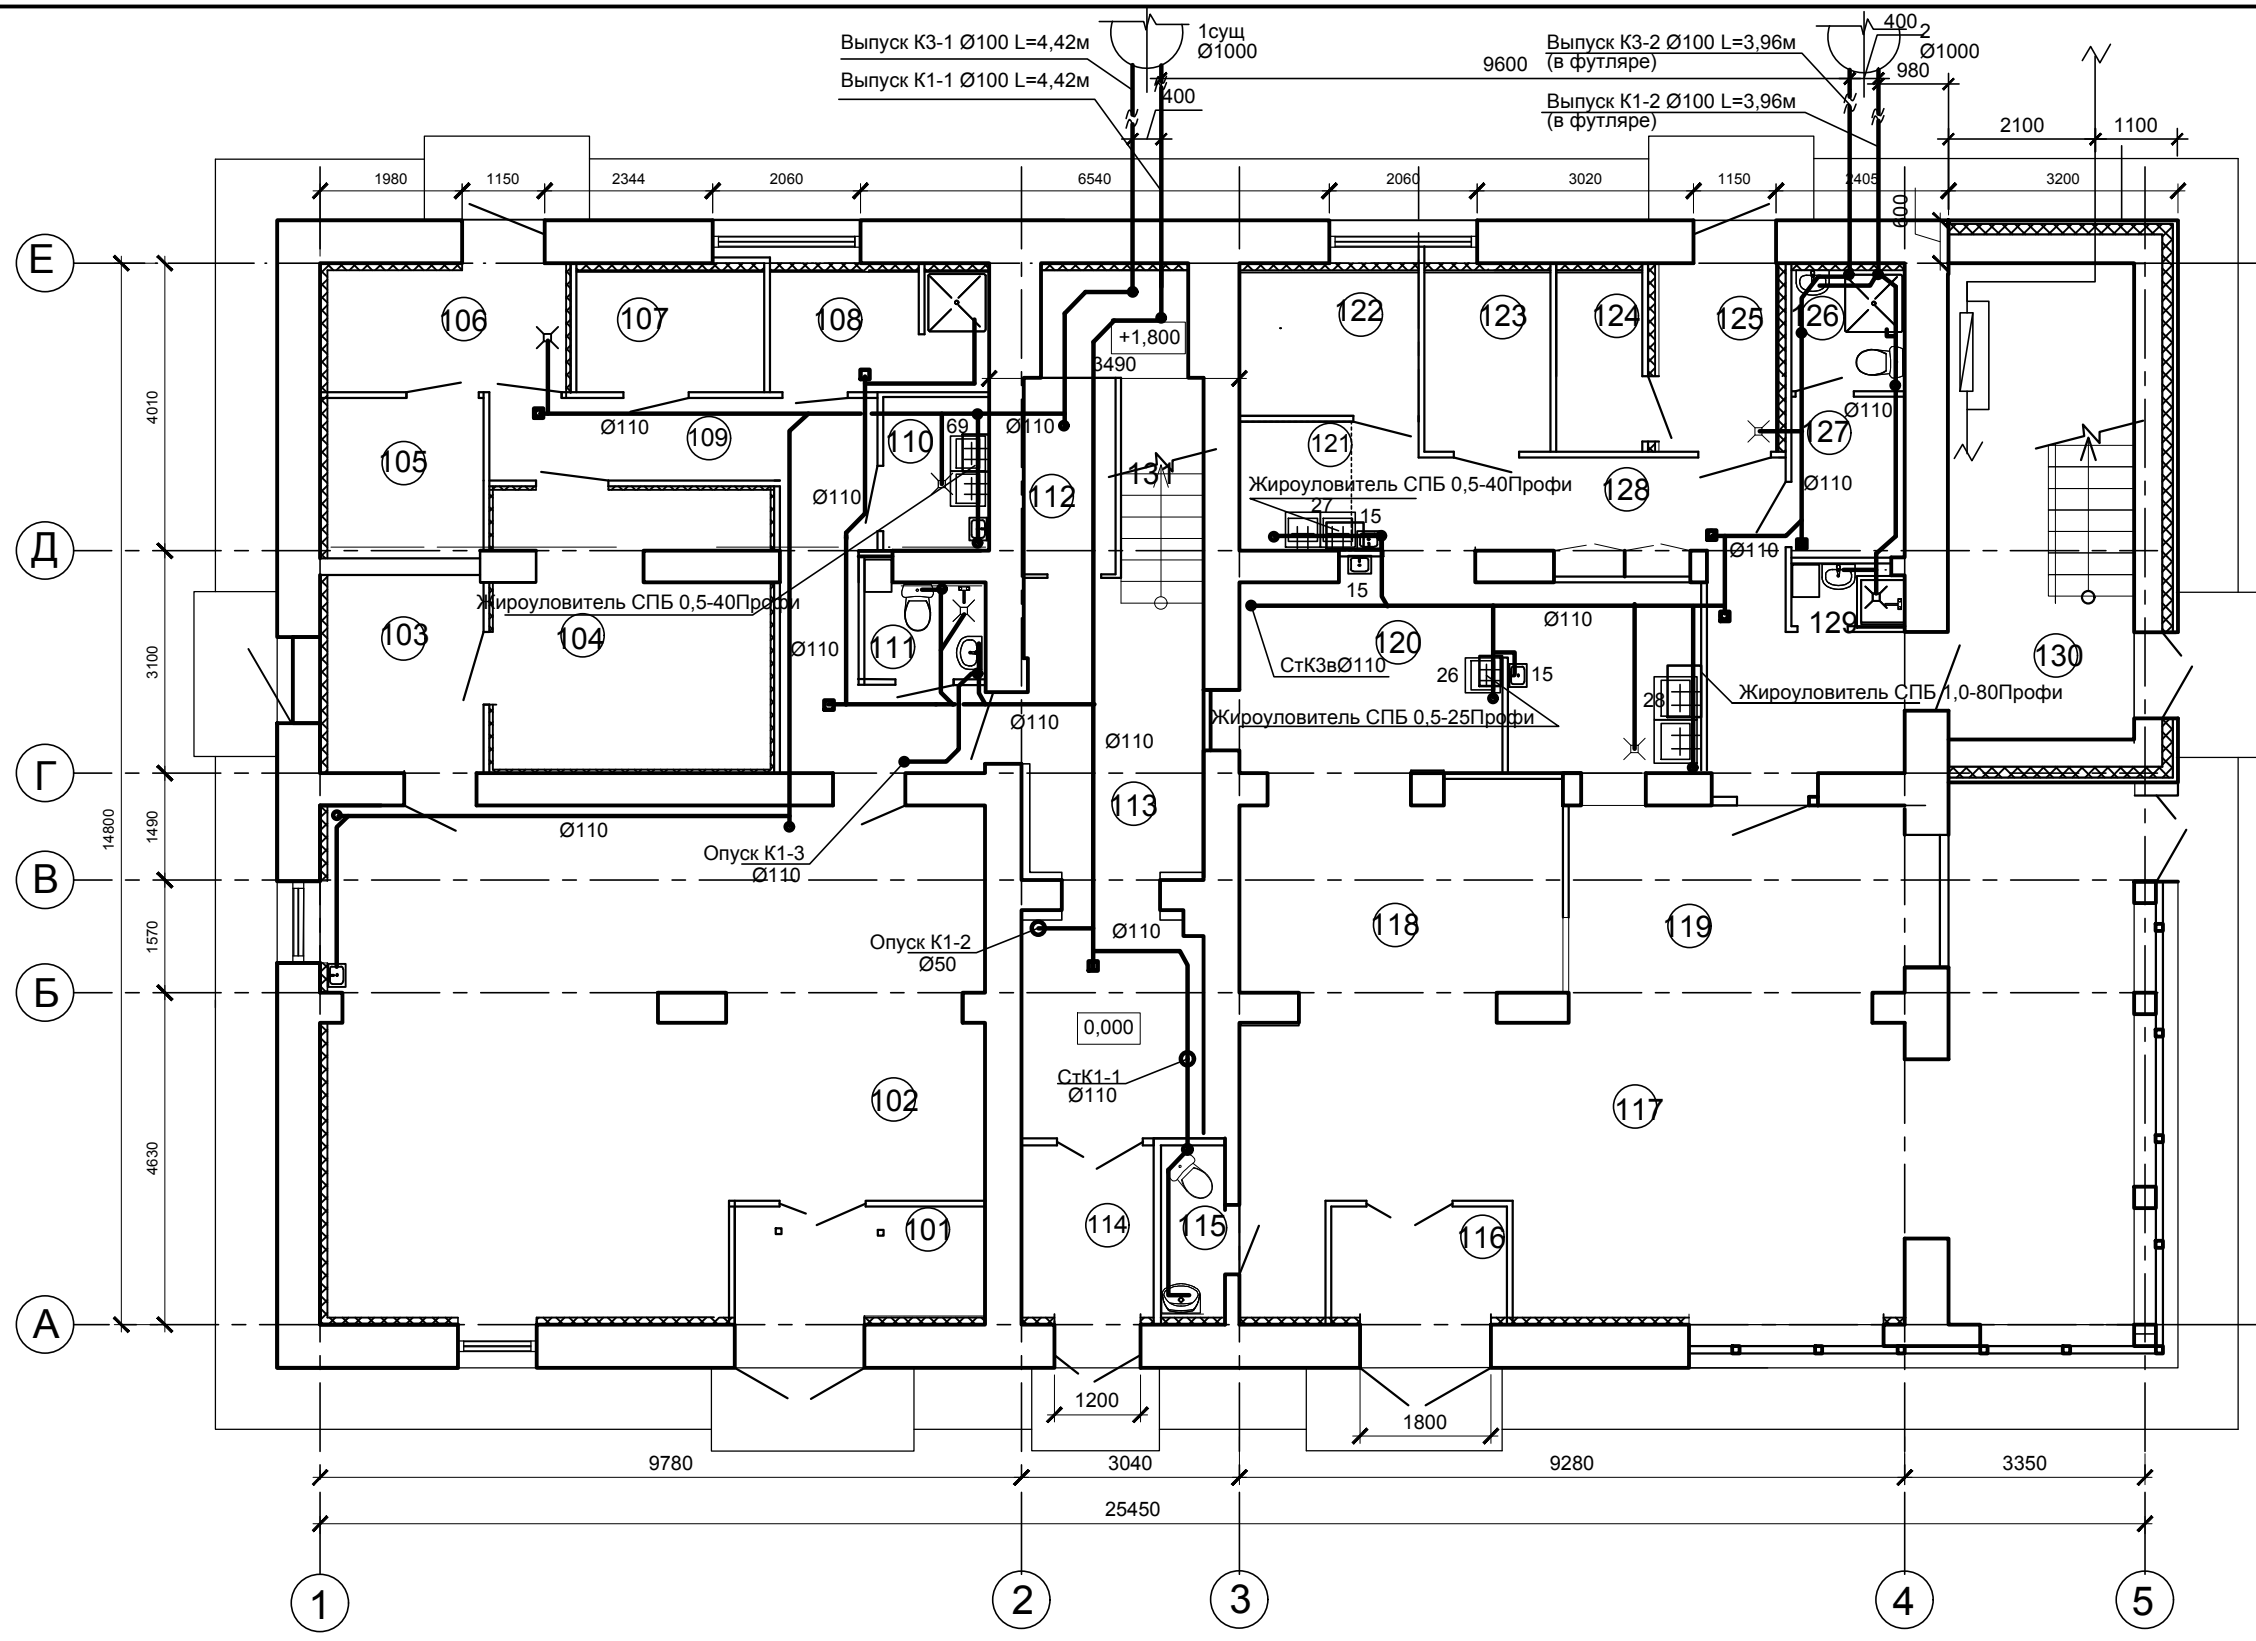 Выпуск К3-1 Ø100 L=4,42м
Выпуск К1-1 Ø100 L=4,42м
1сущ
Ø1000
400
9600
Выпуск К3-2 Ø100 L=3,96м
(в футляре)
Выпуск К1-2 Ø100 L=3,96м
(в футляре)
400
2
Ø1000
980
2100
1100
1980
1150
2344
2060
6540
2060
3020
1150
2405
3200
600
Е
106
107
108
+1,800
3490
122
123
124
125
126
4010
105
Ø110
109
110
69
Ø110
112
131
121
128
127
Ø110
Ø110
Ø110
Жироуловитель СПБ 0,5-40Профи
27
15
Д
15
Ø110
Жироуловитель СПБ 0,5-40Профи
103
104
111
Ø110
3100
120
Ø110
129
130
СтК3вØ110
26
15
28
Жироуловитель СПБ 1,0-80Профи
Жироуловитель СПБ 0,5-25Профи
Ø110
Ø110
Г
14800
1490
Ø110
113
Опуск К1-3
Ø110
В
1570
Опуск К1-2
Ø50
Ø110
118
119
Б
0,000
СтК1-1
Ø110
102
117
4630
101
114
115
116
А
1200
1800
9780
3040
9280
3350
25450
1
2
3
4
5